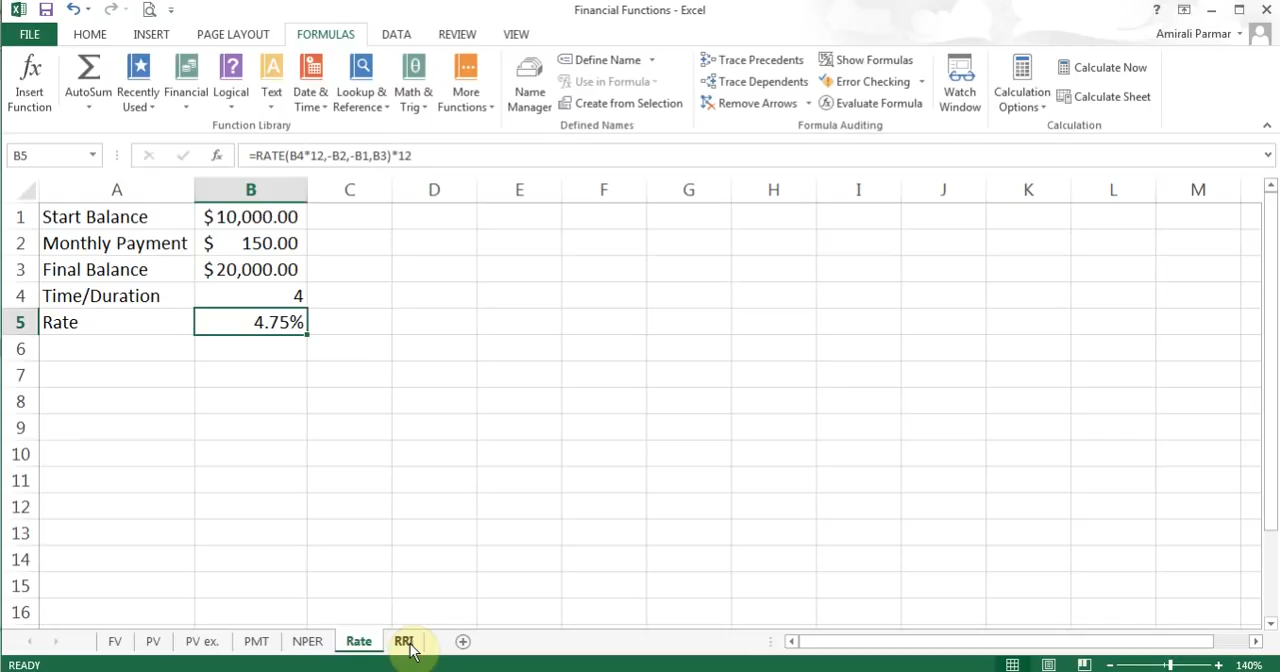 Financial Functions - Excel
?
FILE HOME INSERT PAGE LAYOUT FORMULAS DATA REVIEW VIEW Amirali Parmar
fx Σ ? A θ
Insert Function
AutoSum
Recently Used
Financial
Logical
Text
Date & Time
Lookup & Reference
Math & Trig
More Functions
Function Library
Name Manager
Define Name
Use in Formula
Create from Selection
Defined Names
Trace Precedents
Trace Dependents
Remove Arrows
Show Formulas
Error Checking
fx Evaluate Formula
Formula Auditing
Watch Window
Calculation Options
Calculate Now
Calculate Sheet
Calculation
B5 fx =RATE(B4*12,-B2,-B1,B3)*12
A B C D E F G H I J K L M
1 Start Balance $10,000.00
2 Monthly Payment $ 150.00
3 Final Balance $20,000.00
4 Time/Duration 4
5 Rate 4.75%
6
7
8
9
10
11
12
13
14
15
16
FV PV PV ex. PMT NPER Rate RRI
READY 140%